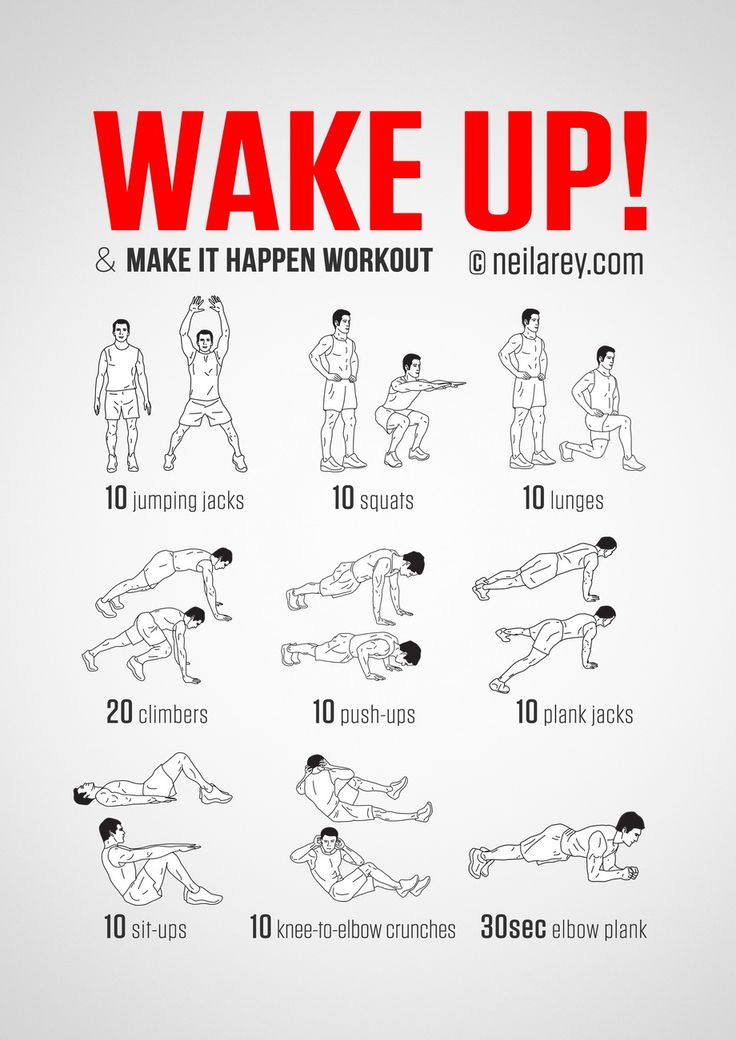 WAKE UP!
& MAKE IT HAPPEN WORKOUT © neilarey.com
10 jumping jacks
10 squats
10 lunges
20 climbers
10 push-ups
10 plank jacks
10 sit-ups
10 knee-to-elbow crunches
30sec elbow plank